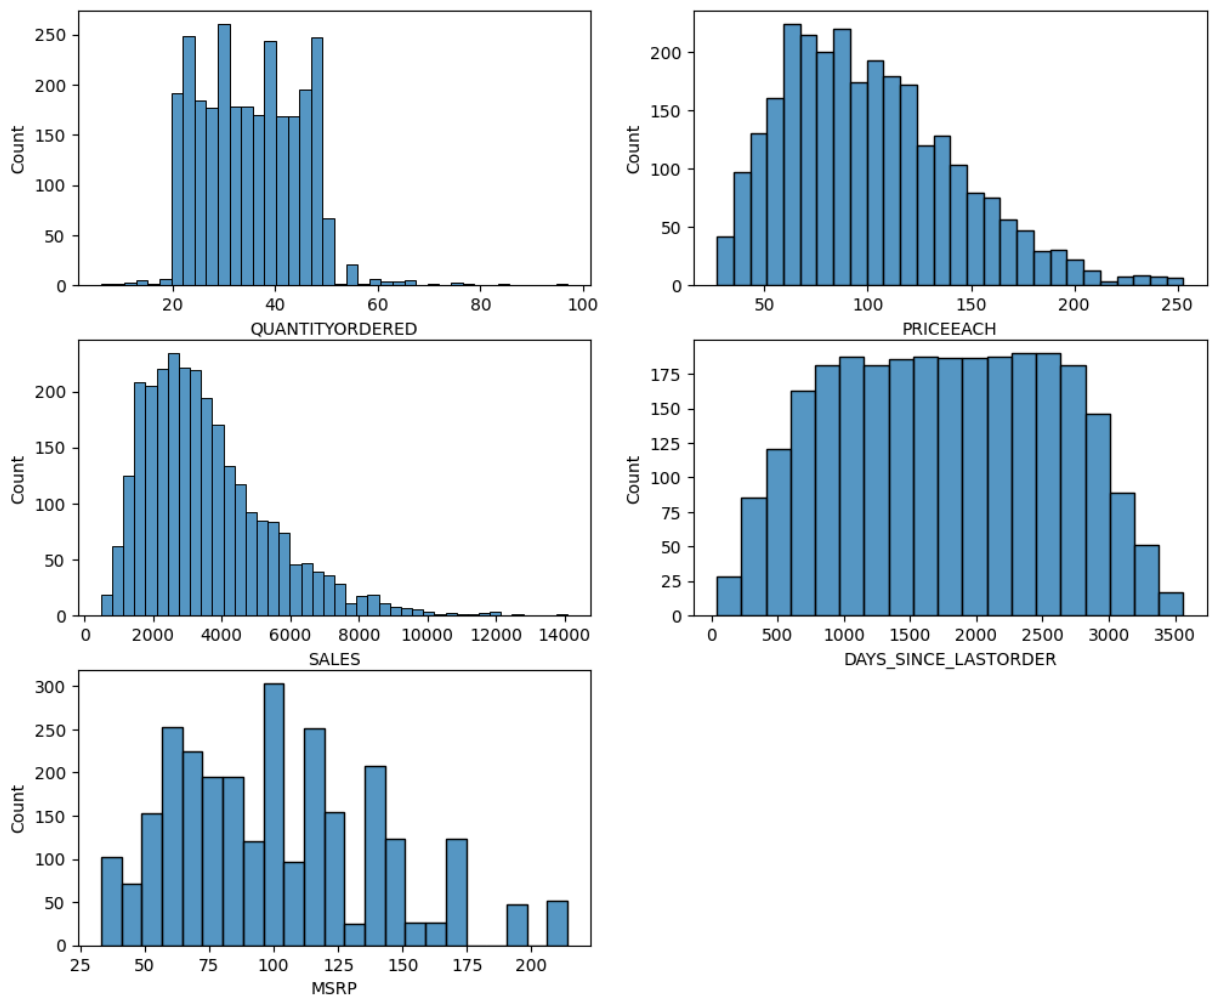 250
200
150
100
50
0
Count
20 40 60 80 100
QUANTITYORDERED
200
150
100
50
0
Count
50 100 150 200 250
PRICEEACH
200
150
100
50
0
Count
0 2000 4000 6000 8000 10000 12000 14000
SALES
175
150
125
100
75
50
25
0
Count
0 500 1000 1500 2000 2500 3000 3500
DAYS_SINCE_LASTORDER
300
250
200
150
100
50
0
Count
25 50 75 100 125 150 175 200
MSRP